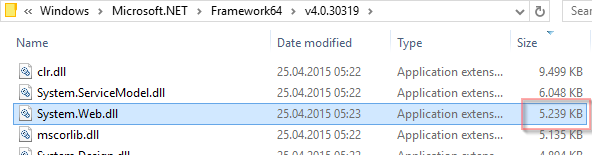 Windows › Microsoft.NET › Framework64 › v4.0.30319
Sea
Name Date modified Type Size
clr.dll 25.04.2015 05:22 Application extens... 9.499 KB
System.ServiceModel.dll 25.04.2015 05:22 Application extens... 6.048 KB
System.Web.dll 25.04.2015 05:23 Application extens... 5.239 KB
mscorlib.dll 25.04.2015 05:22 Application extens... 5.135 KB